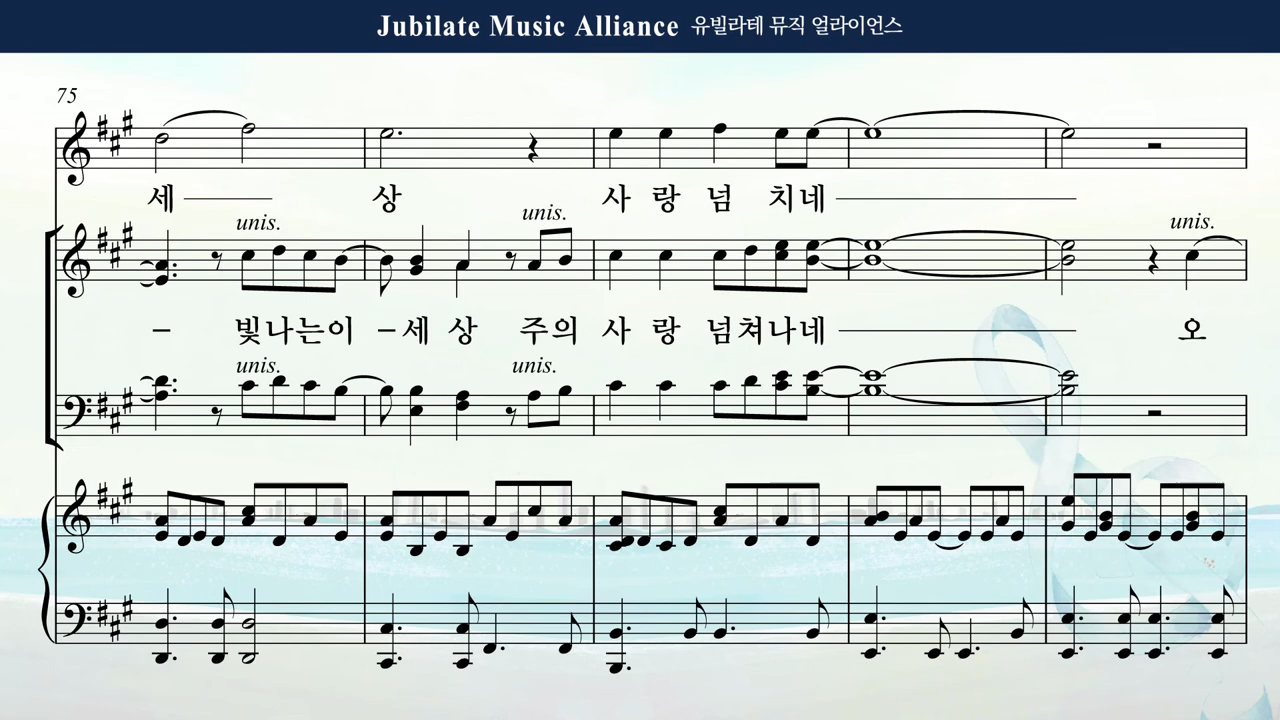 Jubilate Music Alliance 유빌라테 뮤직 얼라이언스
75
세 상 사 랑 넘 치네
unis. unis. unis.
– 빛나는이 –세 상 주의 사 랑 넘쳐나네 오
unis. unis.